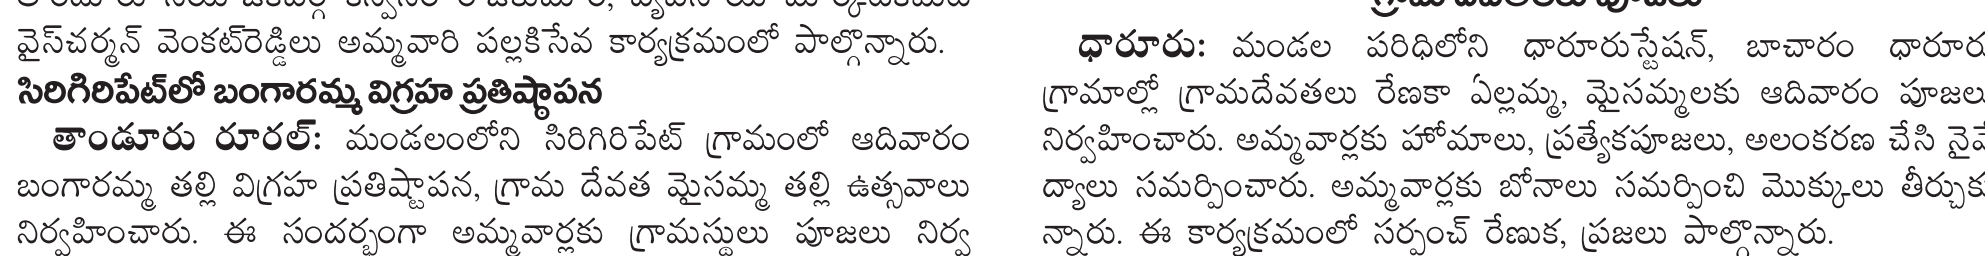 వైస్‌చర్మన్ వెంకట్‌రెడ్డిలు అమ్మవారి పల్లకిసేవ కార్యక్రమంలో పాల్గొన్నారు.
సిరిగిరిపేట్‌లో బంగారమ్మ విగ్రహ ప్రతిష్ఠాపన
తాండూరు రూరల్: మండలంలోని సిరిగిరిపేట్ గ్రామంలో ఆదివారం
బంగారమ్మ తల్లి విగ్రహ ప్రతిష్టాపన, గ్రామ దేవత మైసమ్మ తల్లి ఉత్సవాలు
నిర్వహించారు. ఈ సందర్భంగా అమ్మవార్లకు గ్రామస్థులు పూజలు నిర్వ
ధారూరు: మండల పరిధిలోని ధారూరుస్టేషన్, బాచారం ధారూర
గ్రామాల్లో గ్రామదేవతలు రేణకా ఏల్లమ్మ, మైసమ్మలకు ఆదివారం పూజలు
నిర్వహించారు. అమ్మవార్లకు హోమాలు, ప్రత్యేకపూజలు, అలంకరణ చేసి నైవే
ద్యాలు సమర్పించారు. అమ్మవార్లకు బోనాలు సమర్పించి మొక్కులు తీర్చుక
న్నారు. ఈ కార్యక్రమంలో సర్పంచ్ రేణుక, ప్రజలు పాల్గొన్నారు.